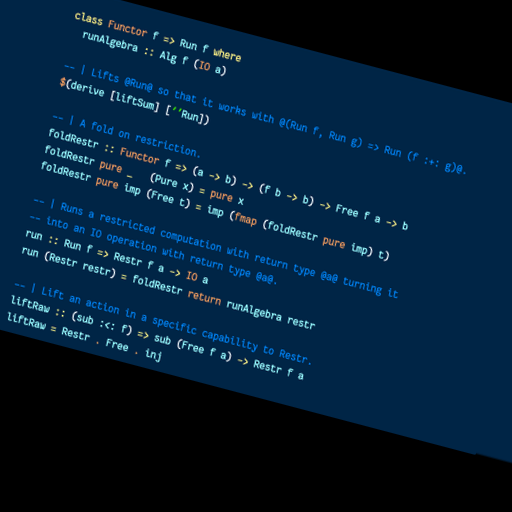 class Functor f => Run f where
runAlgebra :: Alg f (IO a)
-- | Lifts @Run@ so that it works with @(Run f, Run g) => Run (f :+: g)@.
$(derive [liftSum] [''Run])
-- | A fold on restriction.
foldRestr :: Functor f => (a -> b) -> (f b -> b) -> Free f a -> b
foldRestr pure _ (Pure x) = pure x
foldRestr pure imp (Free t) = imp (fmap (foldRestr pure imp) t)
-- | Runs a restricted computation with return type @a@ turning it
-- into an IO operation with return type @a@.
run :: Run f => Restr f a -> IO a
run (Restr restr) = foldRestr return runAlgebra restr
-- | Lift an action in a specific capability to Restr.
liftRaw :: (sub :<: f) => sub (Free f a) -> Restr f a
liftRaw = Restr . Free . inj